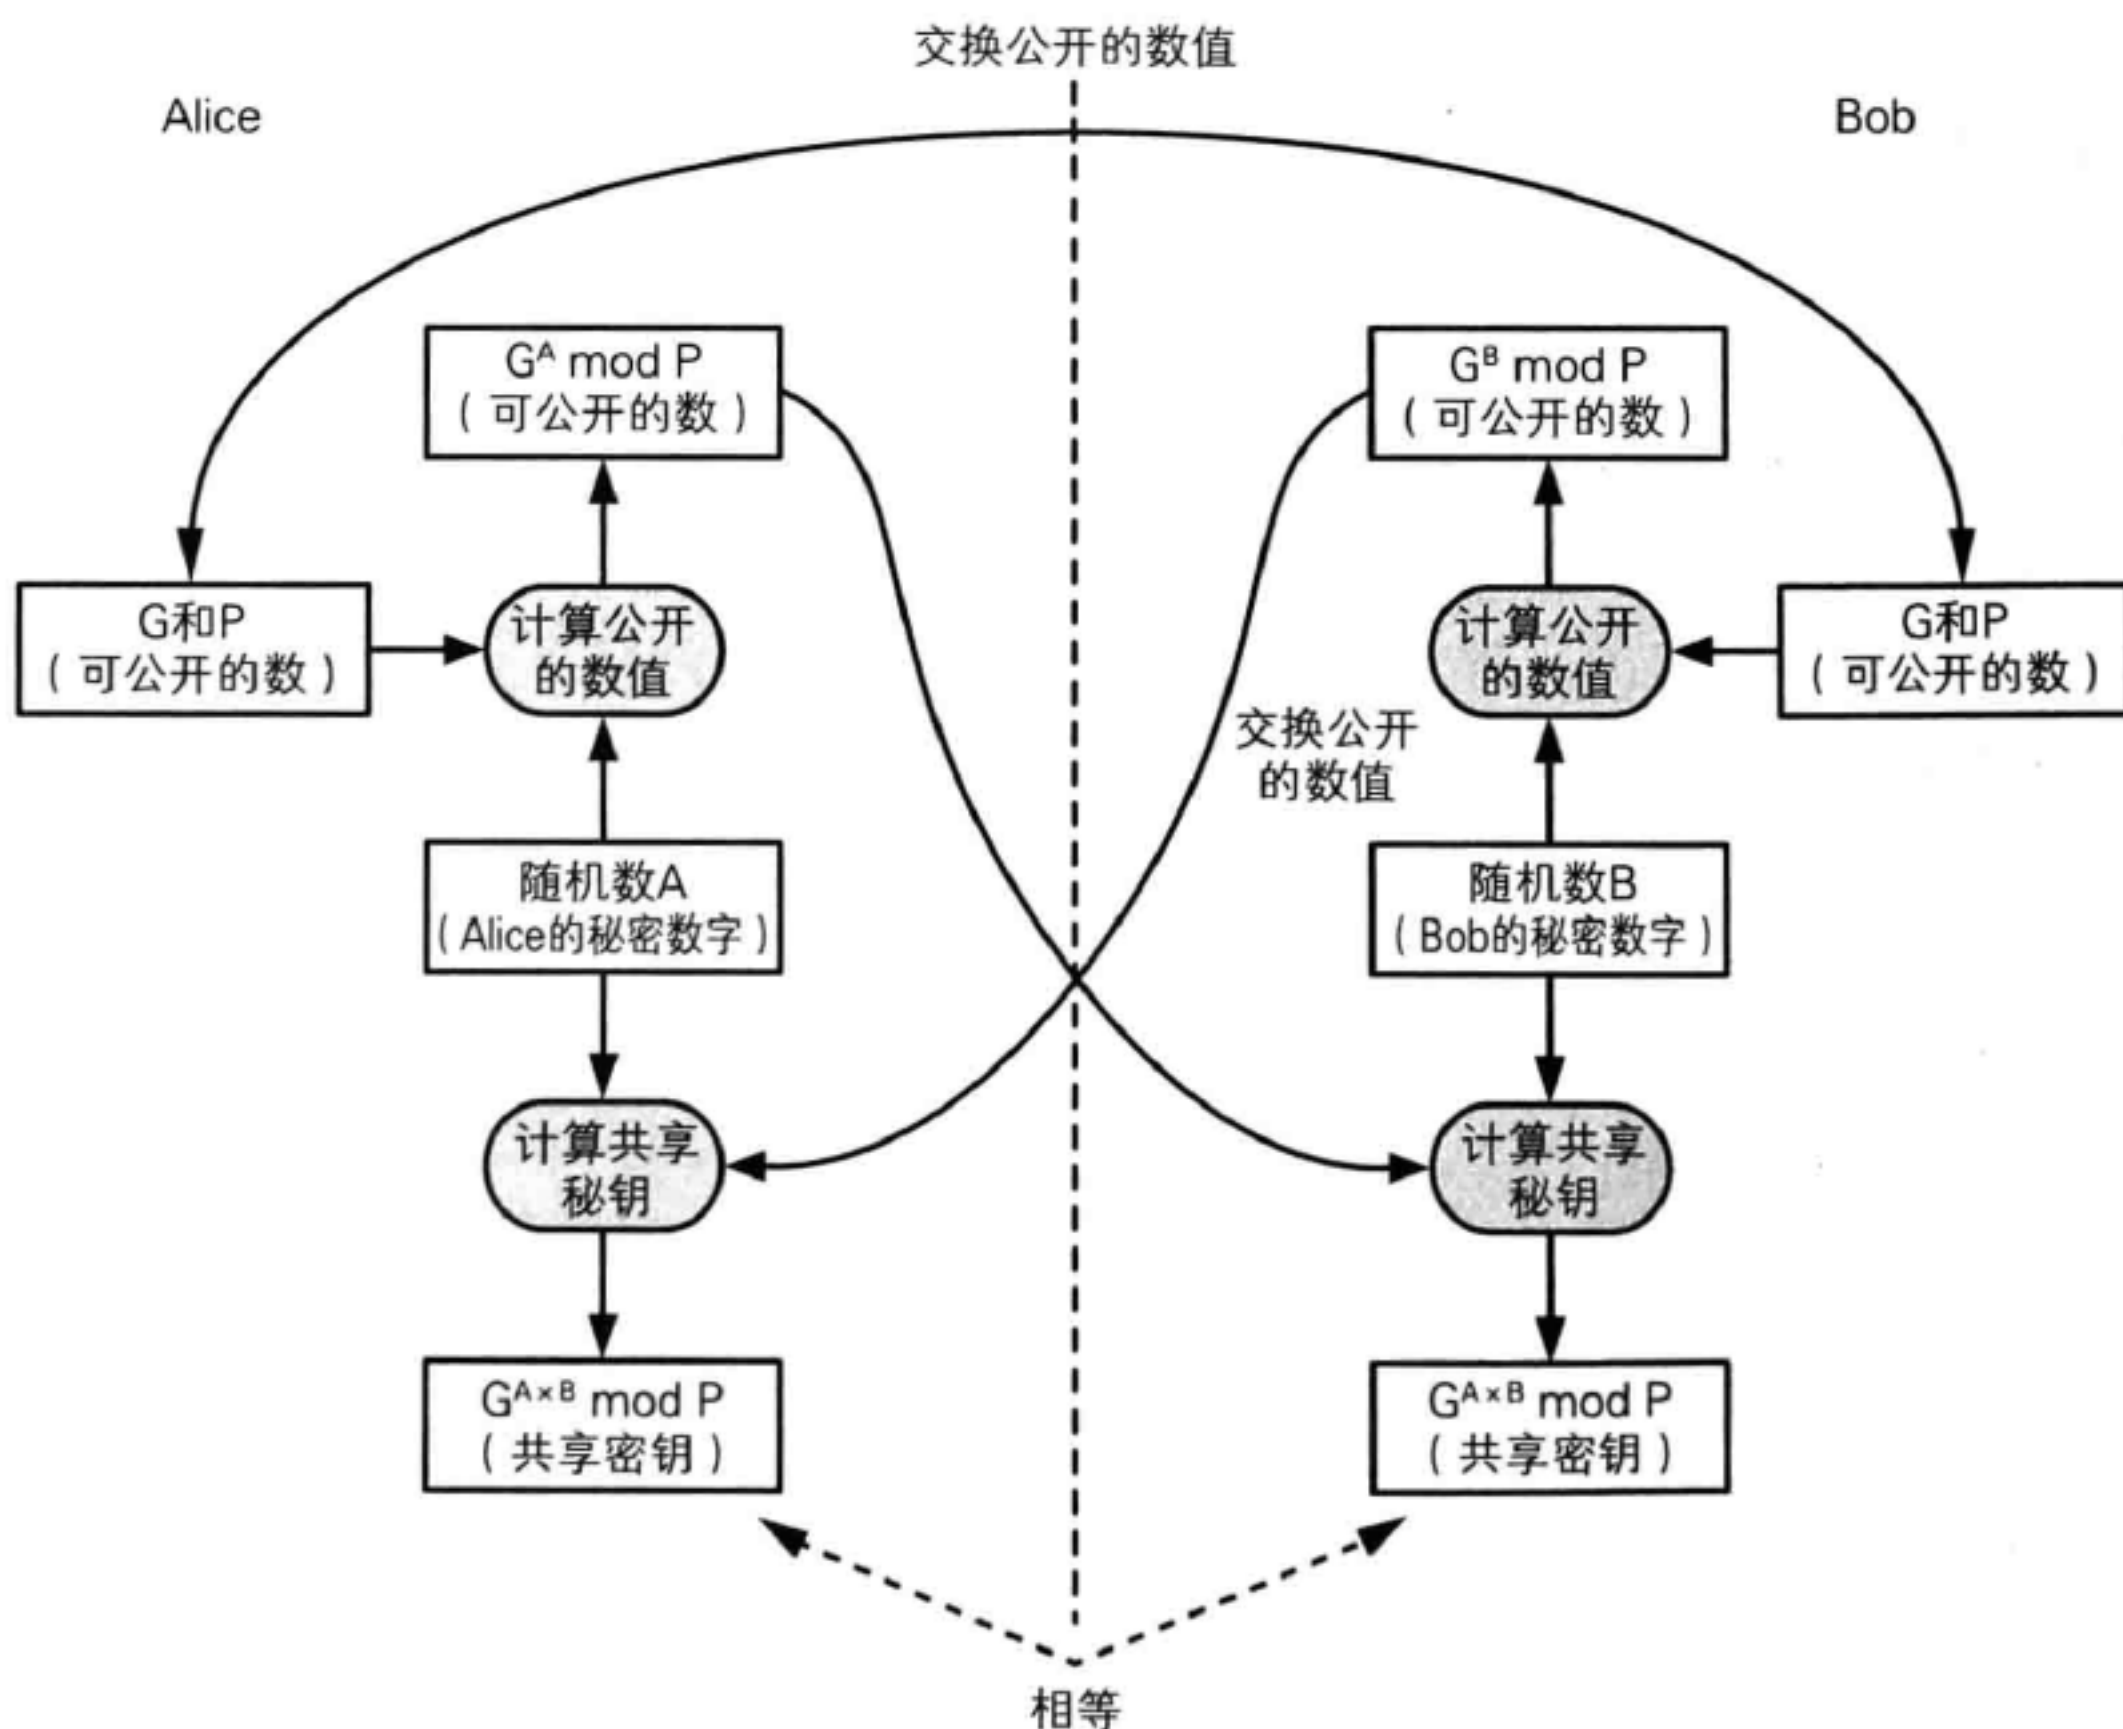 交换公开的数值
Alice
Bob
G^A mod P
（可公开的数）
G^B mod P
（可公开的数）
G和P
（可公开的数）
计算公开
的数值
计算公开
的数值
G和P
（可公开的数）
交换公开
的数值
随机数A
（Alice的秘密数字）
随机数B
（Bob的秘密数字）
计算共享
秘钥
计算共享
秘钥
G^A×B mod P
（共享密钥）
G^A×B mod P
（共享密钥）
相等